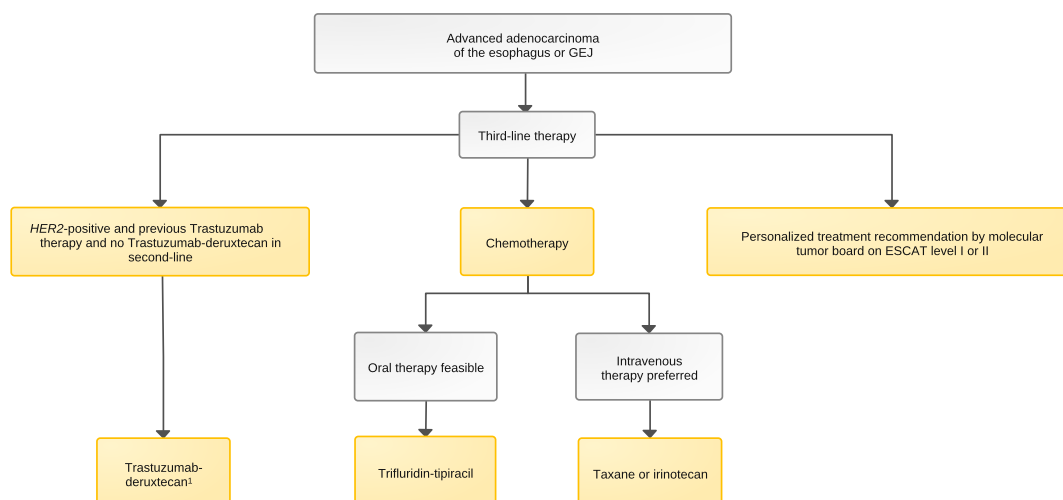 Advanced adenocarcinoma
of the esophagus or GEJ
Third-line therapy
HER2-positive and previous Trastuzumab
therapy and no Trastuzumab-deruxtecan in
second-line
Chemotherapy
Personalized treatment recommendation by molecular
tumor board on ESCAT level I or II
Oral therapy feasible
Intravenous
therapy preferred
Trastuzumab-
deruxtecan¹
Trifluridin-tipiracil
Taxane or irinotecan